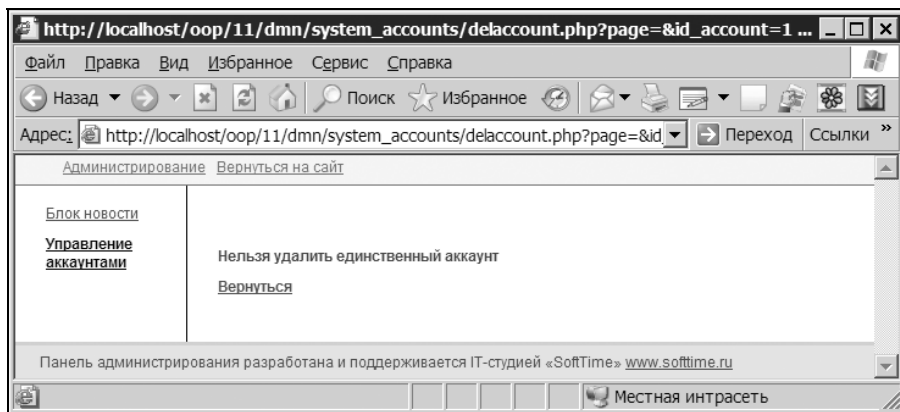 http://localhost/oop/11/dmn/system_accounts/delaccount.php?page=&id_account=1 ...
Файл Правка Вид Избранное Сервис Справка
Назад Поиск Избранное
Адрес: http://localhost/oop/11/dmn/system_accounts/delaccount.php?page=&id_ Переход Ссылки »
Администрирование Вернуться на сайт
Блок новости
Управление
аккаунтами
Нельзя удалить единственный аккаунт
Вернуться
Панель администрирования разработана и поддерживается IT-студией «SoftTime» www.softtime.ru
Местная интрасеть